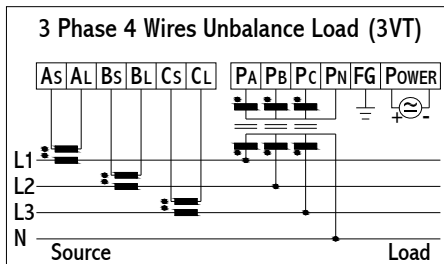 3 Phase 4 Wires Unbalance Load (3VT)
AS AL BS BL CS CL PA PB PC PN FG POWER
+ -
L1
L2
L3
N
Source Load